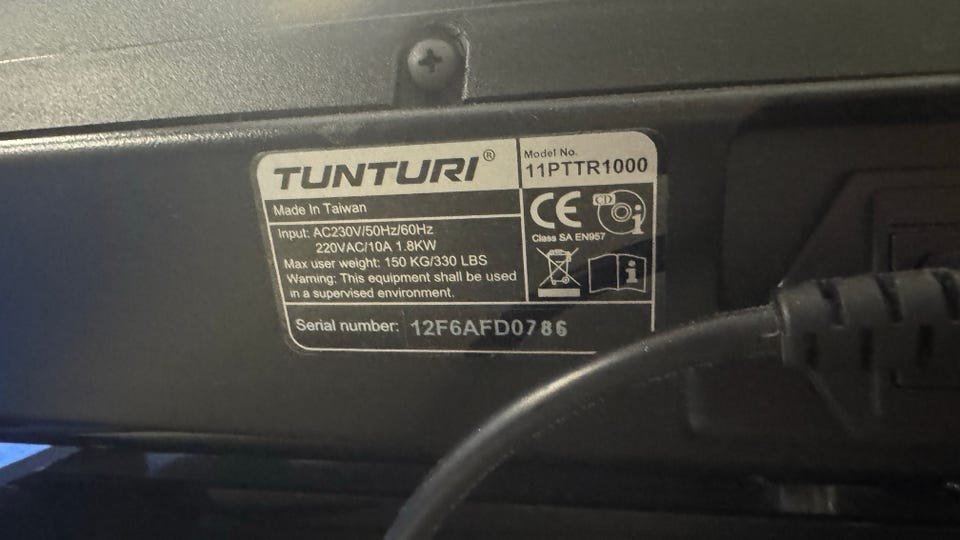 TUNTURI®
Model No.
11PTTR1000
Made In Taiwan
Input: AC230V/50Hz/60Hz
220VAC/10A 1.8KW
Max user weight: 150 KG/330 LBS
Warning: This equipment shall be used
in a supervised environment.
CE
CD
i
Class SA EN957
i
Serial number: 12F6AFD0786